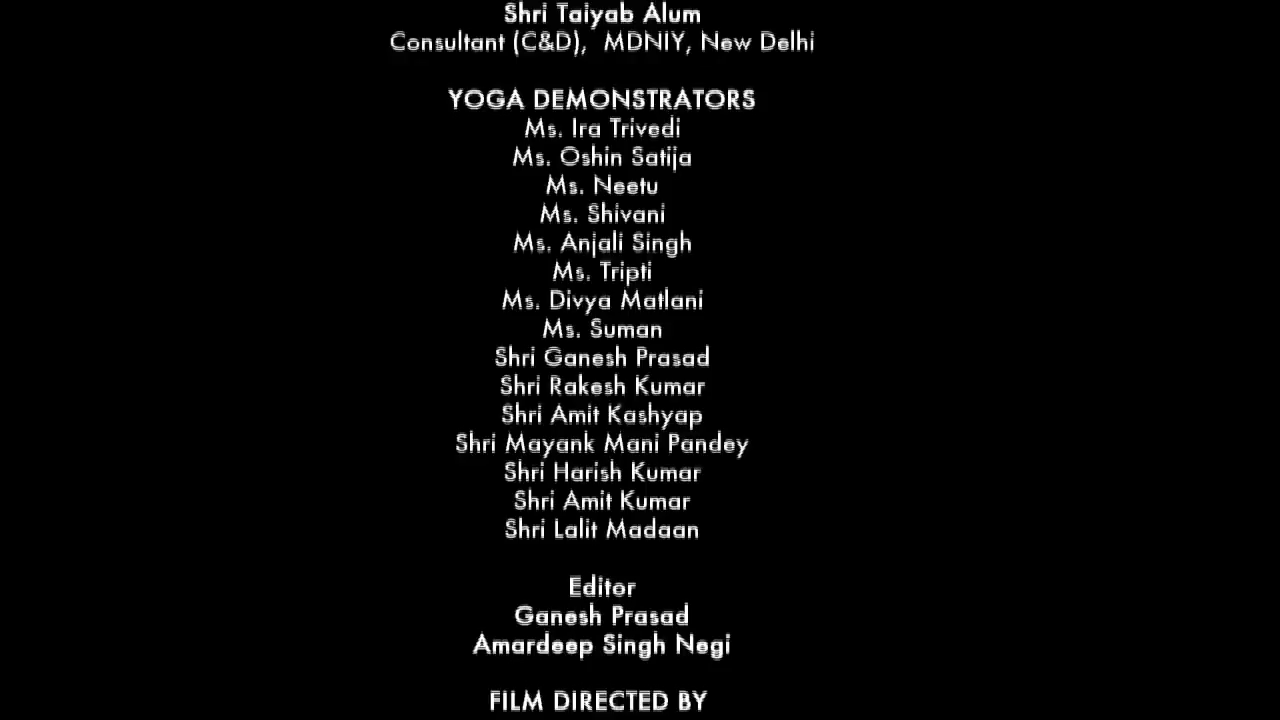 Shri Taiyab Alum
Consultant (C&D), MDNIY, New Delhi
YOGA DEMONSTRATORS
Ms. Ira Trivedi
Ms. Oshin Satija
Ms. Neetu
Ms. Shivani
Ms. Anjali Singh
Ms. Tripti
Ms. Divya Matlani
Ms. Suman
Shri Ganesh Prasad
Shri Rakesh Kumar
Shri Amit Kashyap
Shri Mayank Mani Pandey
Shri Harish Kumar
Shri Amit Kumar
Shri Lalit Madaan
Editor
Ganesh Prasad
Amardeep Singh Negi
FILM DIRECTED BY